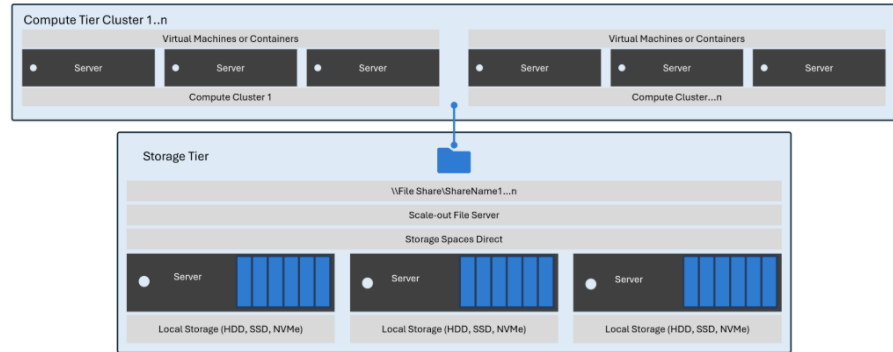 Compute Tier Cluster 1..n
Virtual Machines or Containers
Virtual Machines or Containers
Server
Server
Server
Server
Server
Server
Compute Cluster 1
Compute Cluster...n
Storage Tier
\\File Share\ShareName1...n
Scale-out File Server
Storage Spaces Direct
Server
Server
Server
Local Storage (HDD, SSD, NVMe)
Local Storage (HDD, SSD, NVMe)
Local Storage (HDD, SSD, NVMe)